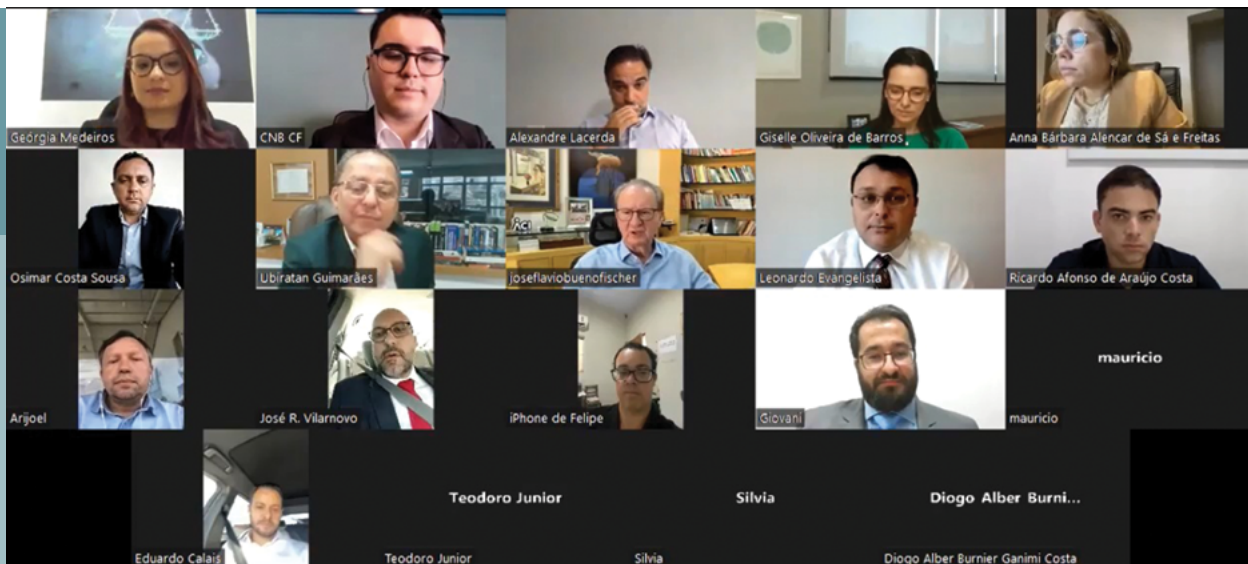 Geórgia Medeiros
CNB CF
Alexandre Lacerda
Giselle Oliveira de Barros
Anna Bárbara Alencar de Sá e Freitas
Osimar Costa Sousa
Ubiratan Guimarães
ACI
joseflaviobuenofischer
Leonardo Evangelista
Ricardo Afonso de Araújo Costa
Arijoel
José R. Vilarnovo
iPhone de Felipe
Giovani
mauricio
mauricio
Eduardo Calais
Teodoro Junior
Teodoro Junior
Silvia
Silvia
Diogo Alber Burni...
Diogo Alber Burnier Ganimi Costa